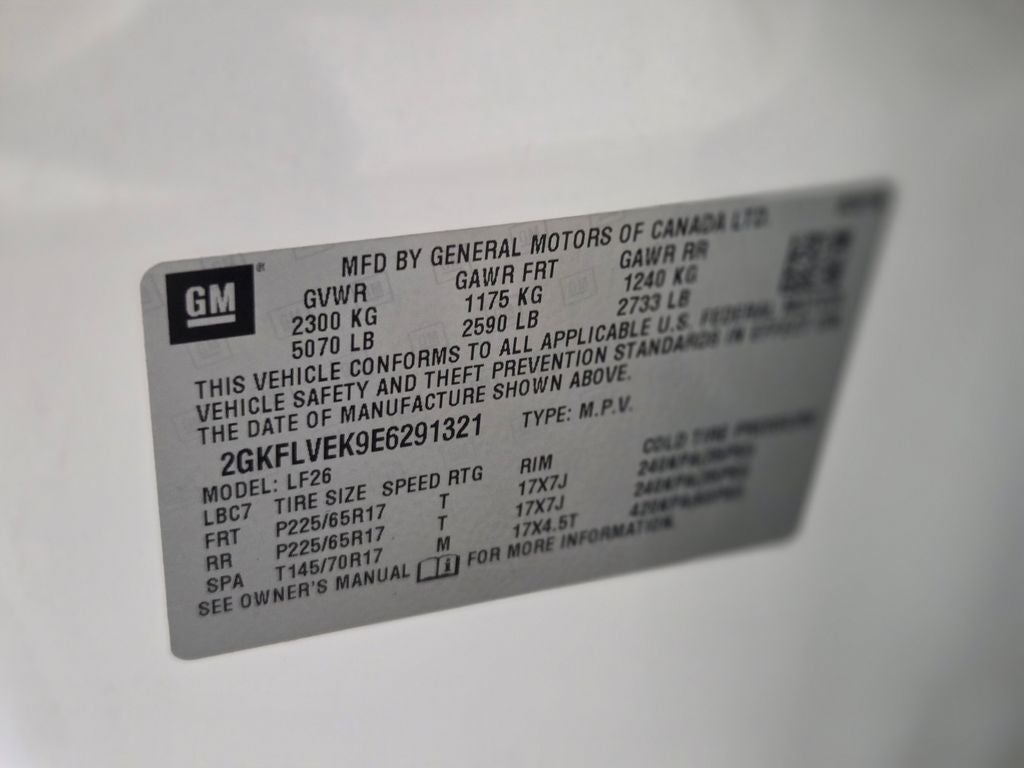 GM
®
MFD BY GENERAL MOTORS OF CANADA LTD.
GVWR GAWR FRT GAWR RR
2300 KG 1175 KG 1240 KG
5070 LB 2590 LB 2733 LB
THIS VEHICLE CONFORMS TO ALL APPLICABLE U.S. FEDERAL
VEHICLE SAFETY AND THEFT PREVENTION STANDARDS IN EFFECT ON
THE DATE OF MANUFACTURE SHOWN ABOVE.
2GKFLVEK9E6291321 TYPE: M.P.V.
MODEL: LF26
LBC7 TIRE SIZE SPEED RTG RIM COLD TIRE PRESSURE
FRT P225/65R17 T 17X7J
RR P225/65R17 T 17X7J
SPA T145/70R17 M 17X4.5T
SEE OWNER'S MANUAL FOR MORE INFORMATION.